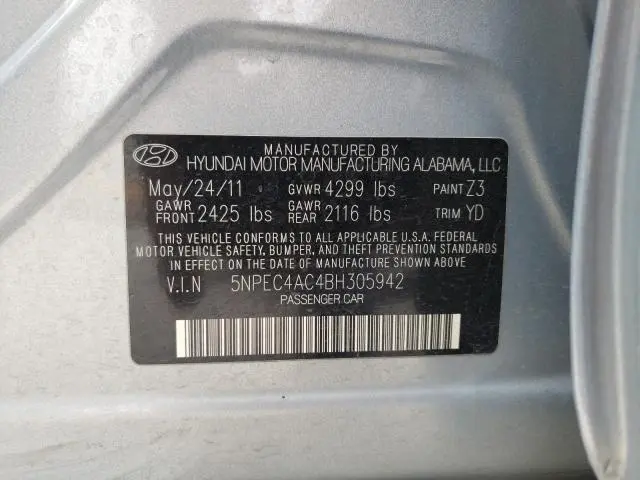 MANUFACTURED BY
HYUNDAI MOTOR MANUFACTURING ALABAMA, LLC
May/24/11 GVWR 4299 lbs PAINT Z3
GAWR FRONT 2425 lbs GAWR REAR 2116 lbs TRIM YD
THIS VEHICLE CONFORMS TO ALL APPLICABLE U.S.A. FEDERAL
MOTOR VEHICLE SAFETY, BUMPER, AND THEFT PREVENTION STANDARDS
IN EFFECT ON THE DATE OF MANUFACTURE SHOWN ABOVE
V.I.N 5NPEC4AC4BH305942
PASSENGER CAR